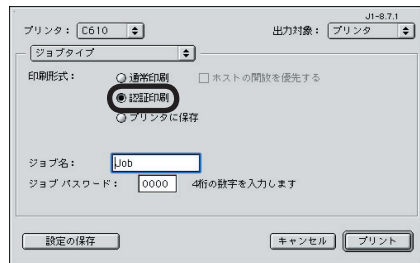 J1-8.7.1
プリンタ： C610 出力対象： プリンタ
ジョブタイプ
印刷形式： 通常印刷 ホストの開放を優先する
認証印刷
プリンタに保存
ジョブ名： Job
ジョブ パスワード： 0000 4桁の数字を入力します
設定の保存 キャンセル プリント